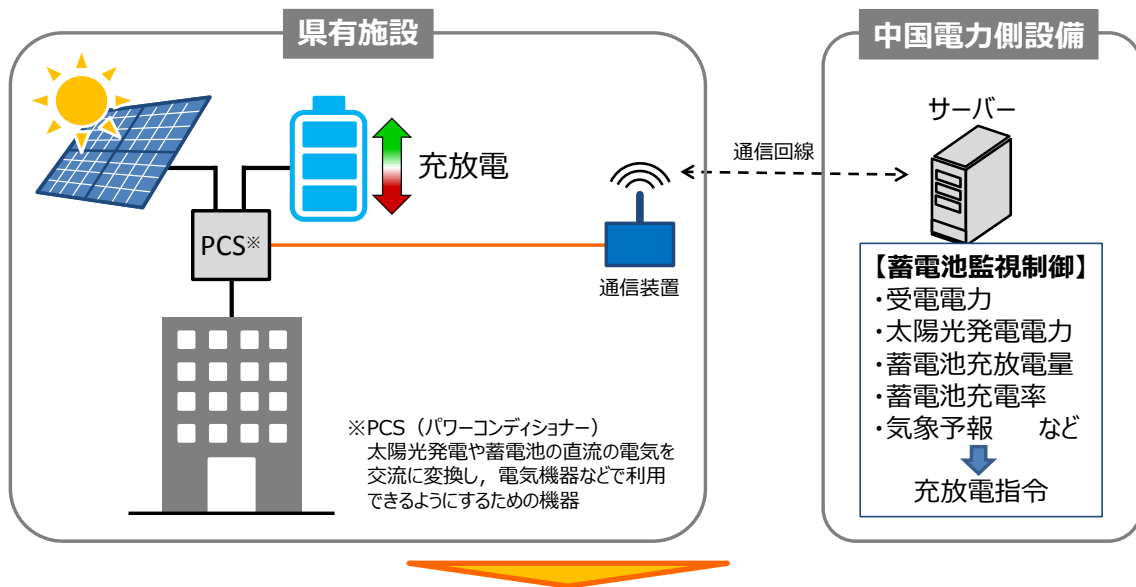 県有施設
充放電
PCS※
通信装置
※PCS（パワーコンディショナー）
太陽光発電や蓄電池の直流の電気を
交流に変換し，電気機器などで利用
できるようにするための機器
通信回線
中国電力側設備
サーバー
【蓄電池監視制御】
・受電電力
・太陽光発電電力
・蓄電池充放電量
・蓄電池充電率
・気象予報　など
充放電指令